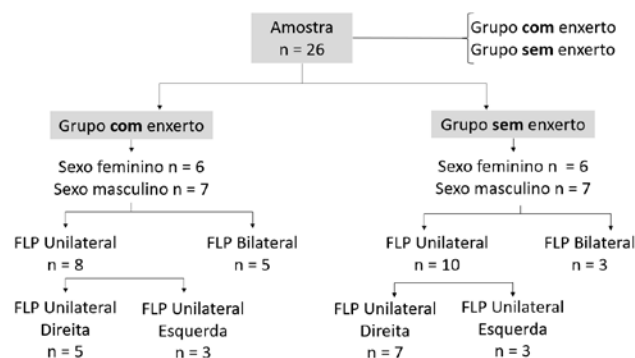 Amostra
n = 26
Grupo com enxerto
Grupo sem enxerto
Grupo com enxerto
Sexo feminino n = 6
Sexo masculino n = 7
FLP Unilateral
n = 8
FLP Bilateral
n = 5
FLP Unilateral
Direita
n = 5
FLP Unilateral
Esquerda
n = 3
Grupo sem enxerto
Sexo feminino n = 6
Sexo masculino n = 7
FLP Unilateral
n = 10
FLP Bilateral
n = 3
FLP Unilateral
Direita
n = 7
FLP Unilateral
Esquerda
n = 3